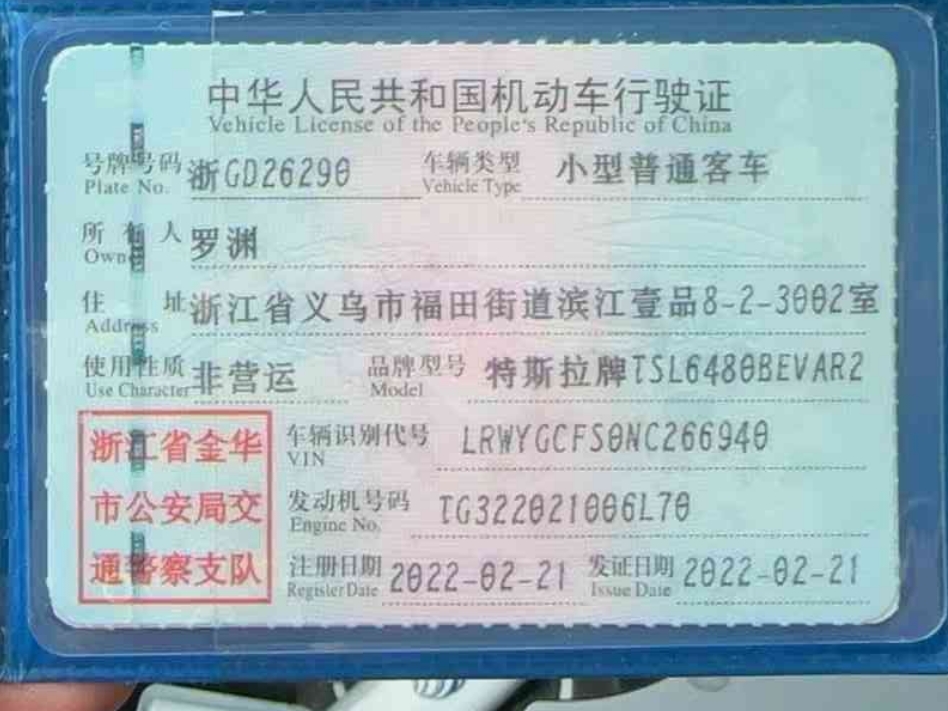 中华人民共和国机动车行驶证
Vehicle License of the People's Republic of China
号牌号码 浙GD26290 车辆类型 小型普通客车
Plate No. Vehicle Type
所有人 罗洲
Owner
住址 浙江省义乌市福田街道滨江壹品8-2-3002室
Address
使用性质 非营运 品牌型号 特斯拉牌TSL6480BEVAR2
Use Character Model
浙江省金华
市公安局交
通警察支队
车辆识别代号 LRWYGCFS0NC266940
VIN
发动机号码 TG322021006L70
Engine No.
注册日期 2022-02-21 发证日期 2022-02-21
Register Date Issue Date